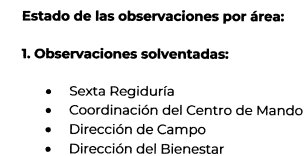 Estado de las observaciones por área:
1. Observaciones solventadas:
• Sexta Regiduría
• Coordinación del Centro de Mando
• Dirección de Campo
• Dirección del Bienestar